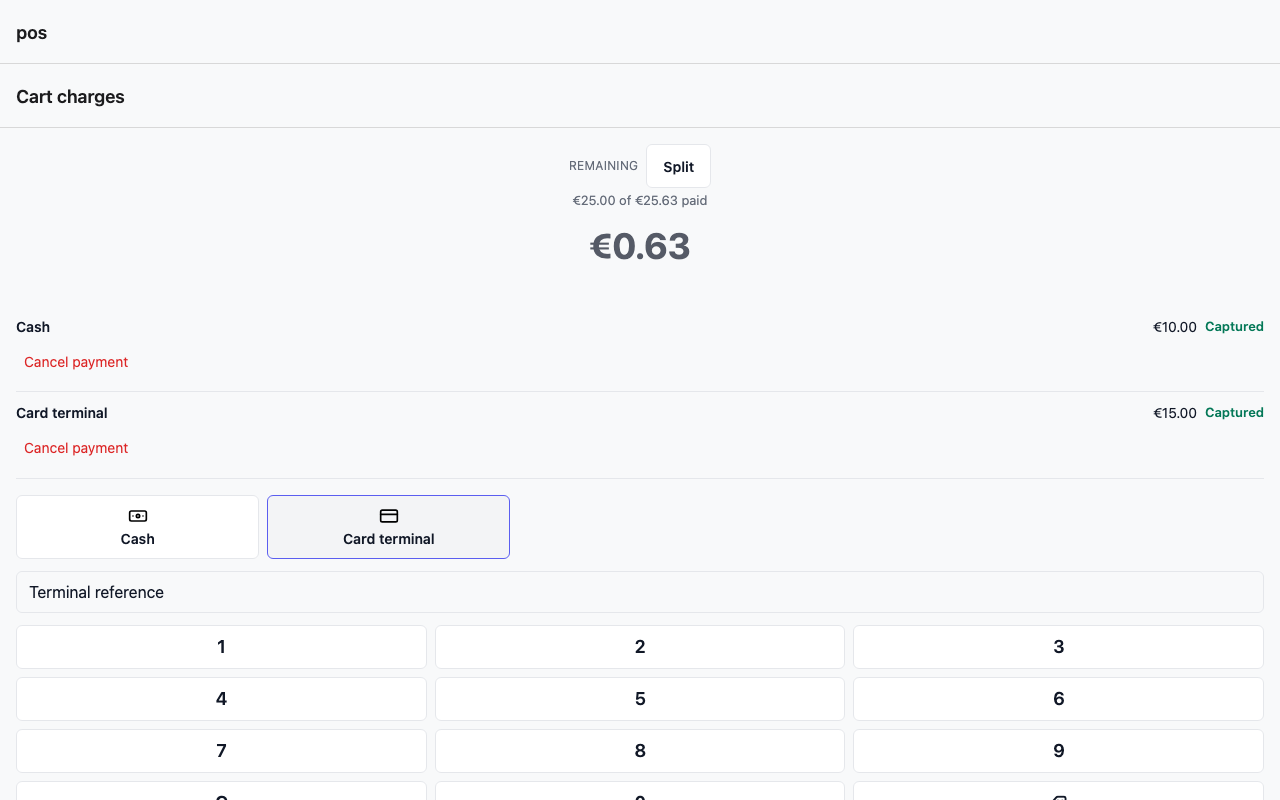 pos
Cart charges
REMAINING Split
€25.00 of €25.63 paid
€0.63
Cash €10.00 Captured
Cancel payment
Card terminal €15.00 Captured
Cancel payment
Cash Card terminal
Terminal reference
1 2 3
4 5 6
7 8 9